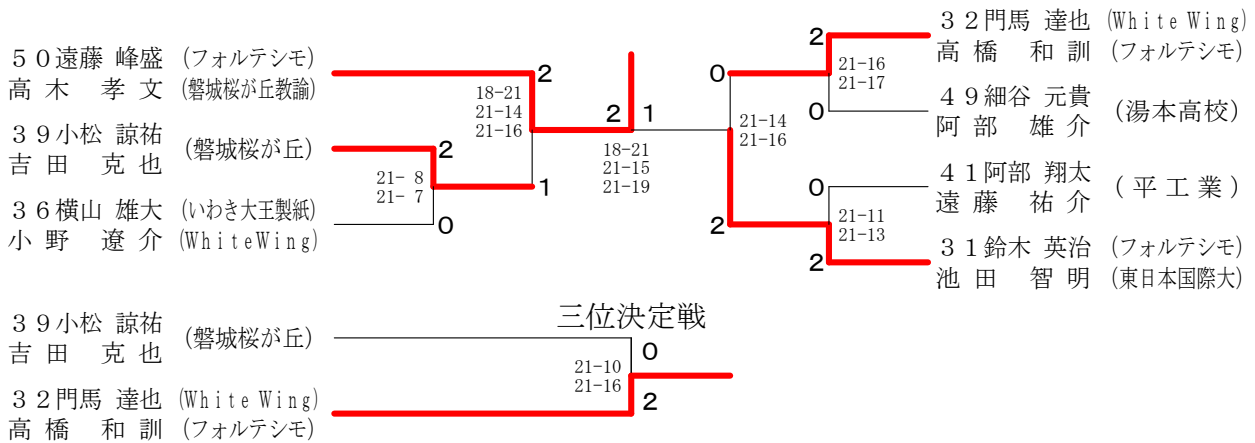 ５０遠藤 峰盛 (フォルテシモ)
高木 孝文 (磐城桜が丘教諭)
３９小松 諒祐
吉田 克也
(磐城桜が丘)
３６横山 雄大 (いわき大王製紙)
小野 遼介 (WhiteWing)
2
18-21
21-14
21-16
2
21- 8
21- 7
0
1
2
1
18-21
21-15
21-19
0
21-14
21-16
2
2
21-16
21-17
0
0
21-11
21-13
2
３２門馬 達也 (White Wing)
高橋 和訓 (フォルテシモ)
４９細谷 元貴
阿部 雄介
(湯本高校)
４１阿部 翔太
遠藤 祐介
(平工業)
３１鈴木 英治 (フォルテシモ)
池田 智明 (東日本国際大)
三位決定戦
３９小松 諒祐
吉田 克也
(磐城桜が丘)
0
21-10
21-16
2
３２門馬 達也 (White Wing)
高橋 和訓 (フォルテシモ)